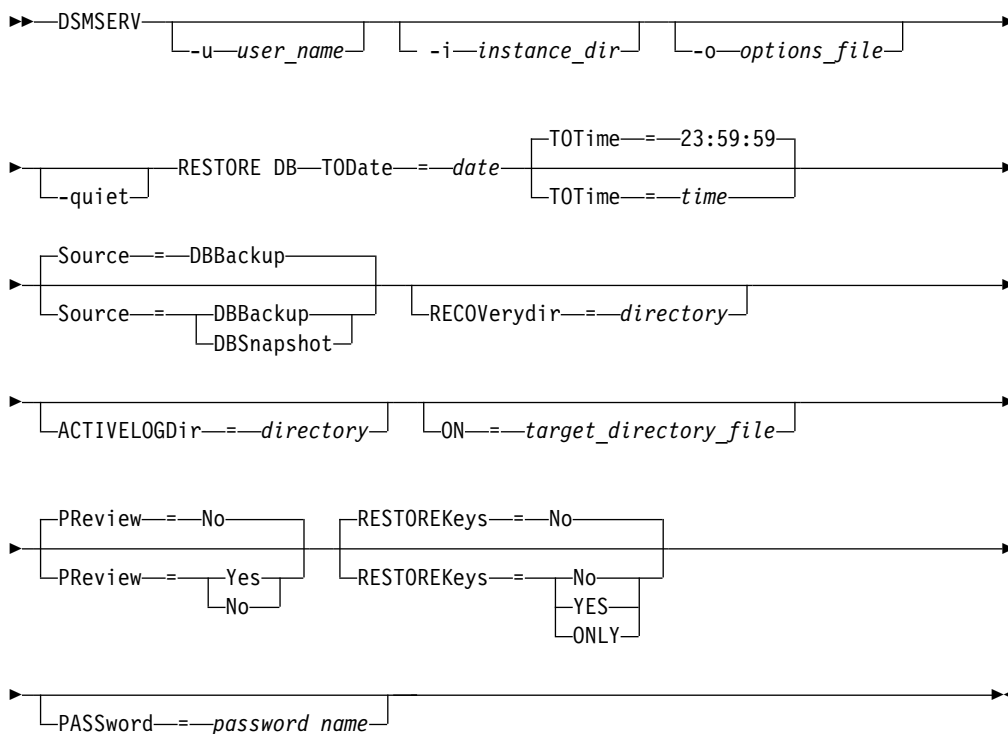 DSMSERV
-u user_name -i instance_dir -o options_file
TOTime = 23:59:59
-quiet RESTORE DB TODate = date
TOTime = time
Source = DBBackup
Source = DBBackup
DBSnapshot
RECOVerydir = directory
ACTIVELOGDir = directory ON = target_directory_file
PReview = No RESTOREKeys = No
PReview = Yes RESTOREKeys = No
No YES
ONLY
PASSword = password_name